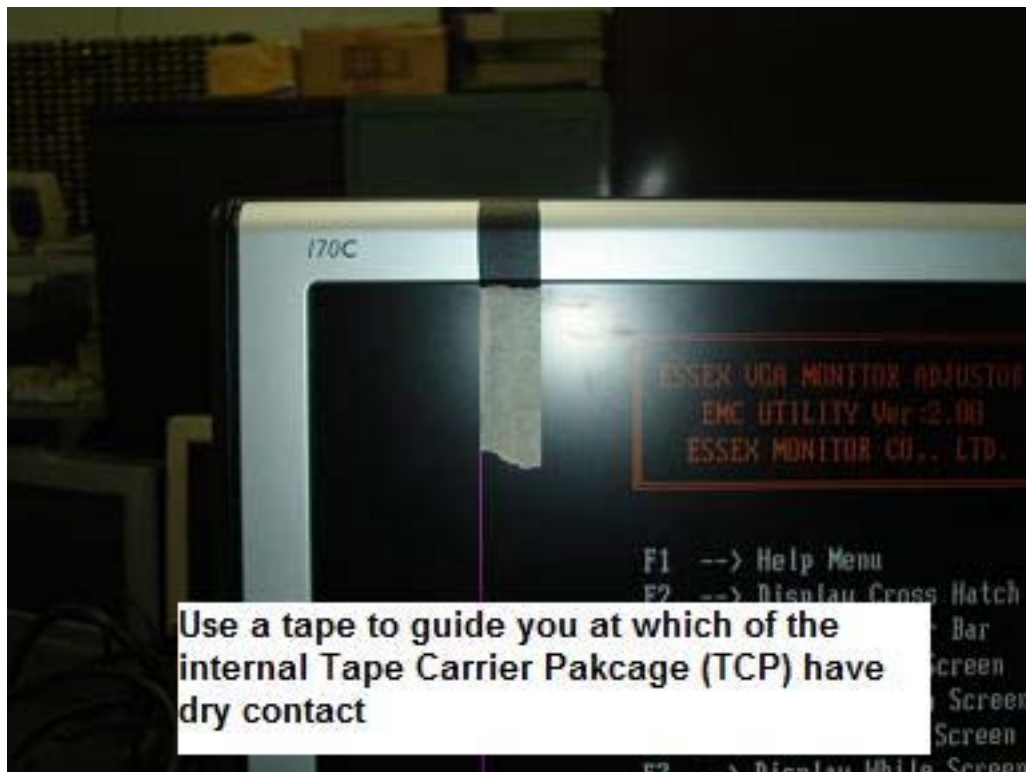 170C
ESSEX VGA MONITOR ADJUSTOR
EMC UTILITY Ver:2.00
ESSEX MONITOR CO., LTD.
F1 --> Help Menu
F2 --> Display Cross Hatch
Bar
Screen
Screen
Screen
--> Display While Screen
Use a tape to guide you at which of the
internal Tape Carrier Pakcage (TCP) have
dry contact